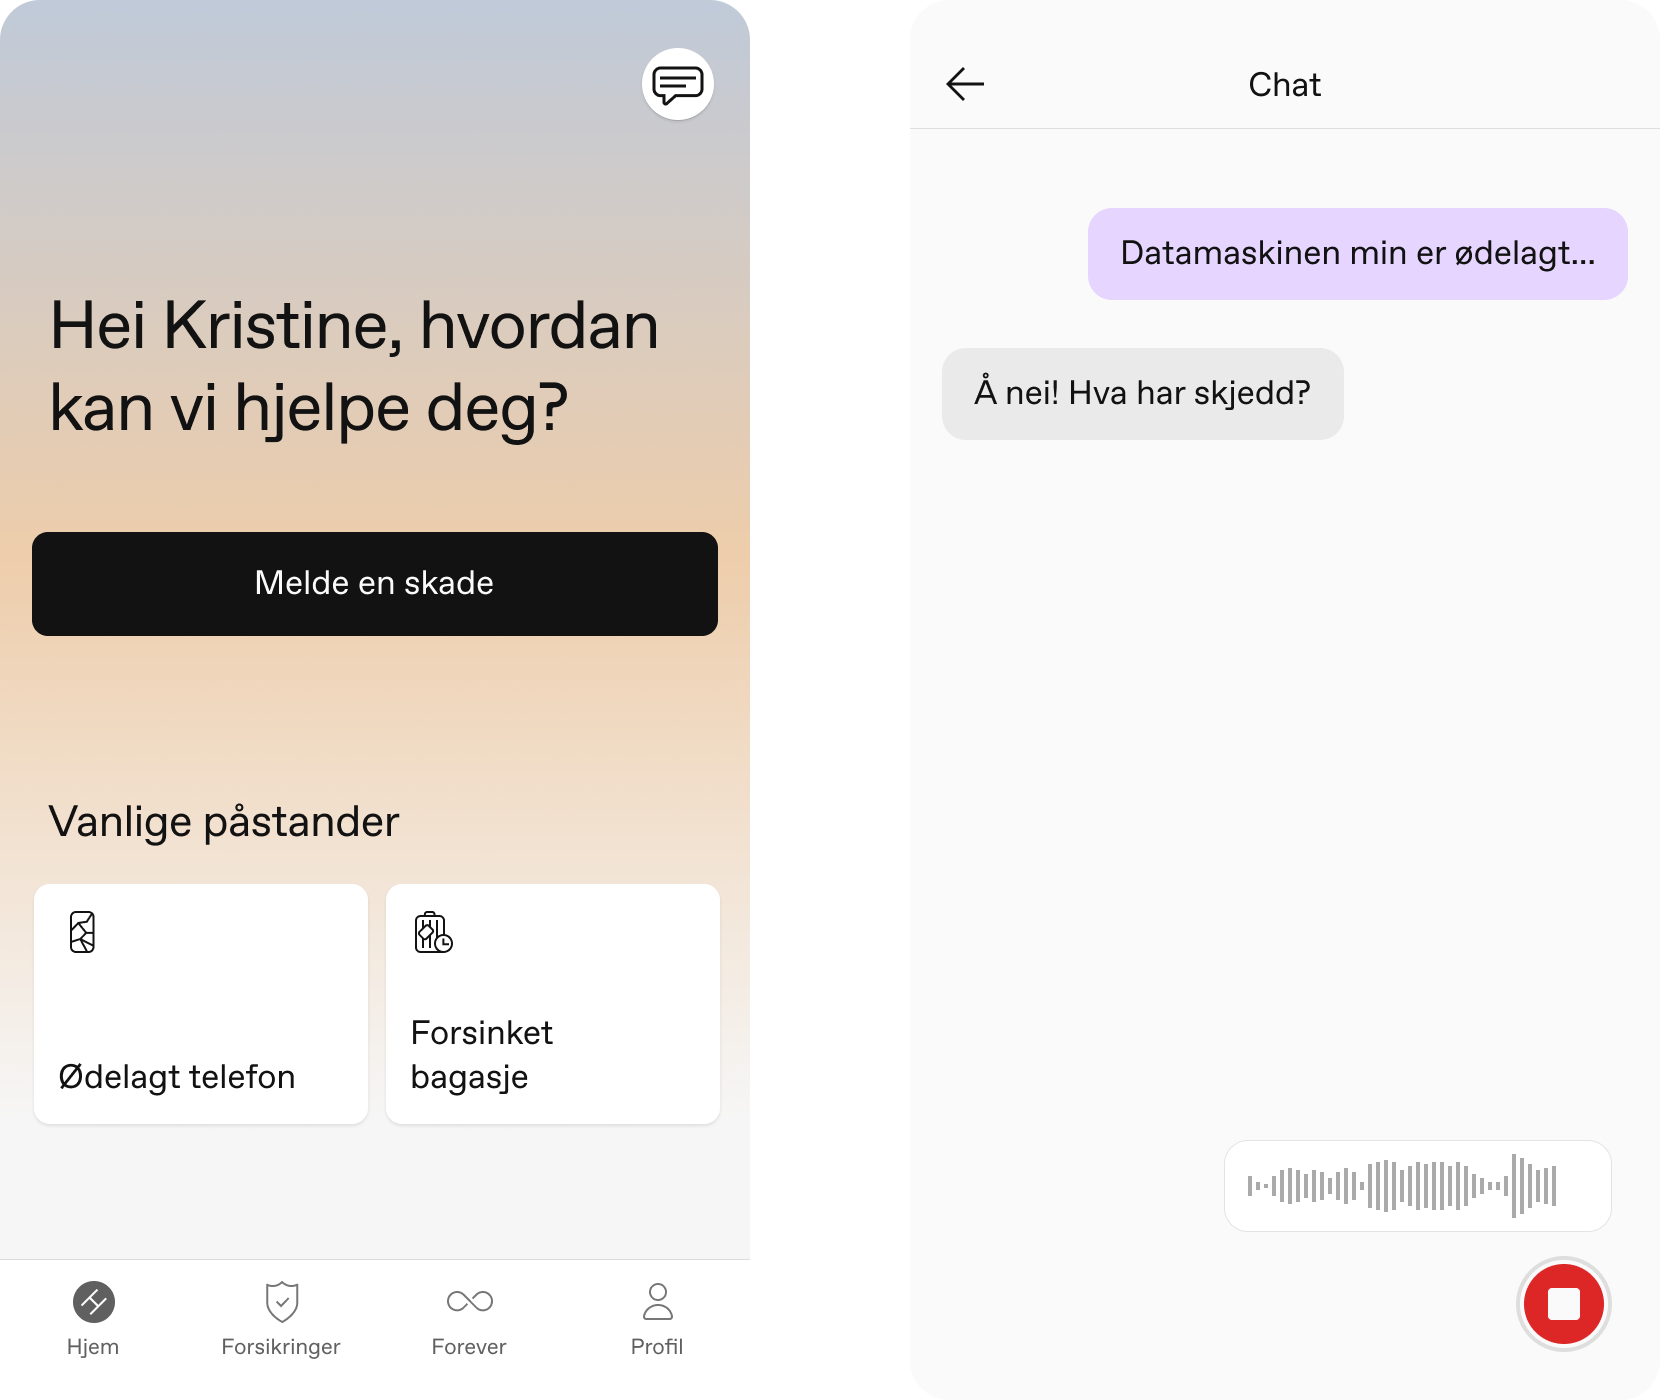 Hei Kristine, hvordan
kan vi hjelpe deg?
Melde en skade
Vanlige påstander
Ødelagt telefon
Forsinket
bagasje
Hjem
Forsikringer
Forever
Profil
Chat
Datamaskinen min er ødelagt...
Å nei! Hva har skjedd?